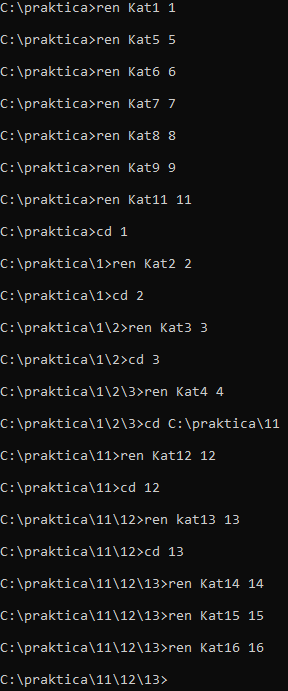 C:\praktica>ren Kat1 1
C:\praktica>ren Kat5 5
C:\praktica>ren Kat6 6
C:\praktica>ren Kat7 7
C:\praktica>ren Kat8 8
C:\praktica>ren Kat9 9
C:\praktica>ren Kat11 11
C:\praktica>cd 1
C:\praktica\1>ren Kat2 2
C:\praktica\1>cd 2
C:\praktica\1\2>ren Kat3 3
C:\praktica\1\2>cd 3
C:\praktica\1\2\3>ren Kat4 4
C:\praktica\1\2\3>cd C:\praktica\11
C:\praktica\11>ren Kat12 12
C:\praktica\11>cd 12
C:\praktica\11\12>ren kat13 13
C:\praktica\11\12>cd 13
C:\praktica\11\12\13>ren Kat14 14
C:\praktica\11\12\13>ren Kat15 15
C:\praktica\11\12\13>ren Kat16 16
C:\praktica\11\12\13>